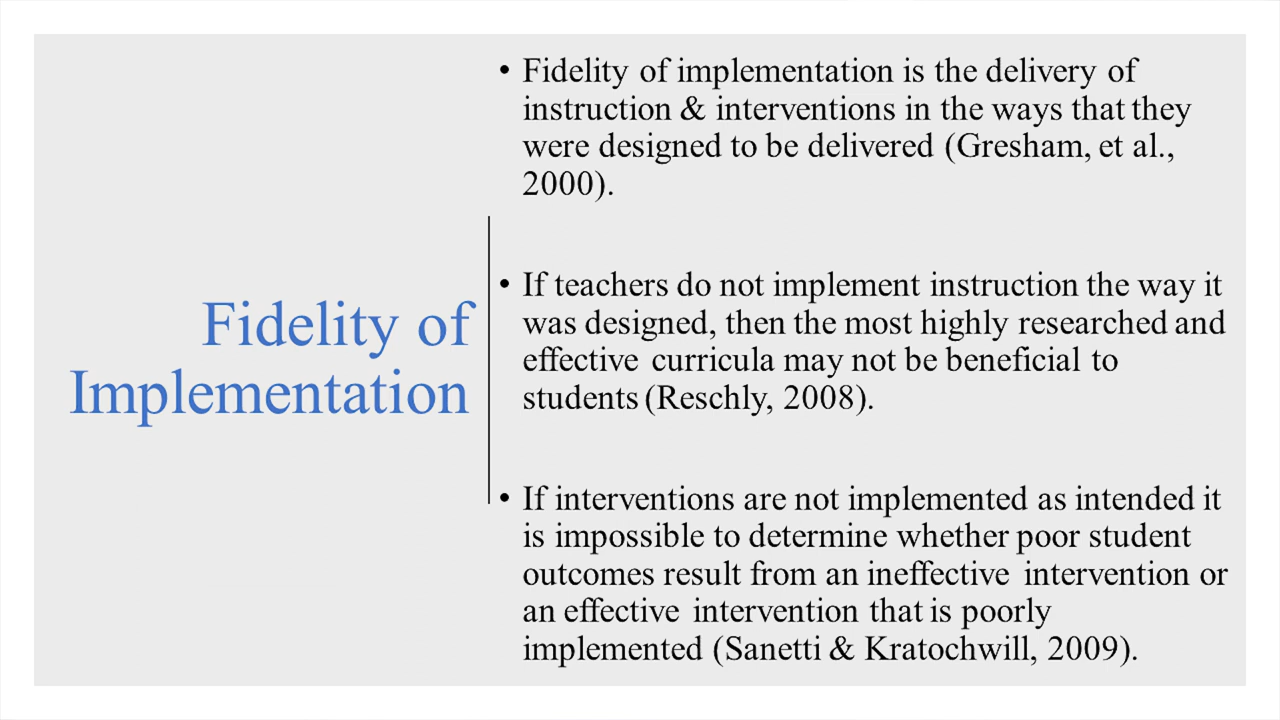 Fidelity of
Implementation
• Fidelity of implementation is the delivery of
instruction & interventions in the ways that they
were designed to be delivered (Gresham, et al.,
2000).
• If teachers do not implement instruction the way it
was designed, then the most highly researched and
effective curricula may not be beneficial to
students (Reschly, 2008).
• If interventions are not implemented as intended it
is impossible to determine whether poor student
outcomes result from an ineffective intervention or
an effective intervention that is poorly
implemented (Sanetti & Kratochwill, 2009).